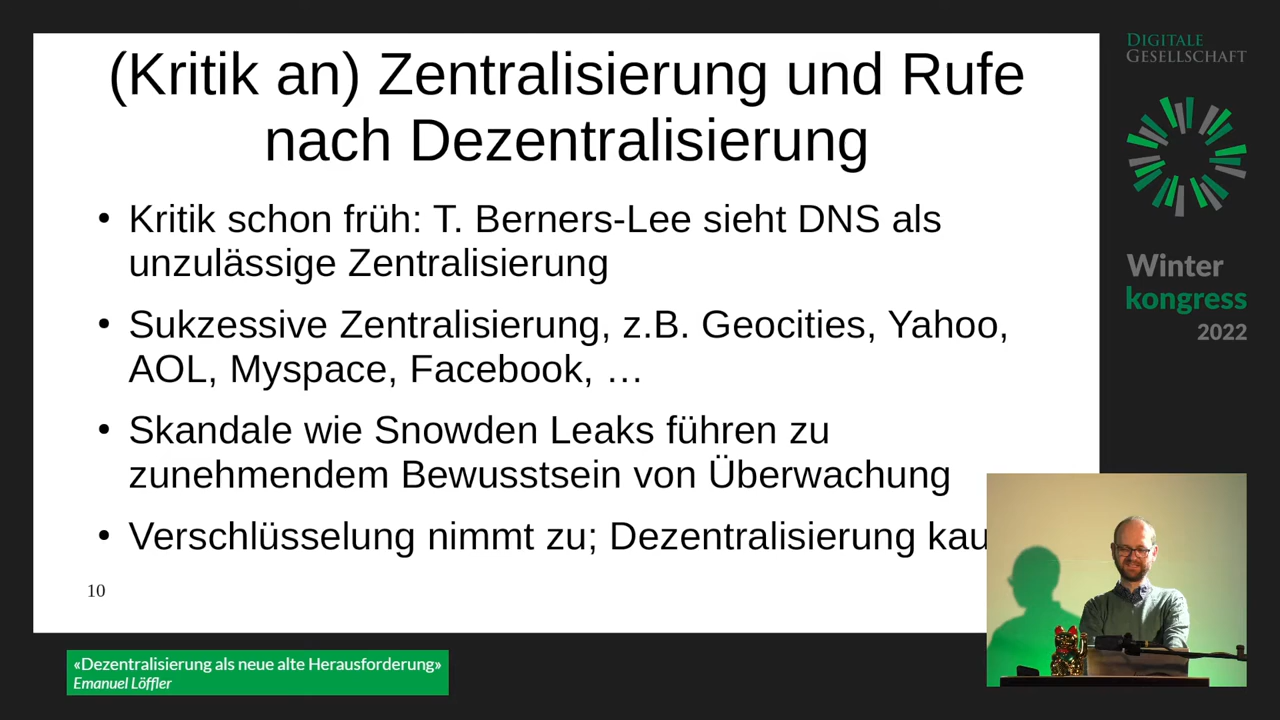 (Kritik an) Zentralisierung und Rufe
nach Dezentralisierung
• Kritik schon früh: T. Berners-Lee sieht DNS als
unzulässige Zentralisierung
• Sukzessive Zentralisierung, z.B. Geocities, Yahoo,
AOL, Myspace, Facebook, …
• Skandale wie Snowden Leaks führen zu
zunehmendem Bewusstsein von Überwachung
• Verschlüsselung nimmt zu; Dezentralisierung kau
10
DIGITALE
GESELLSCHAFT
Winter
kongress
2022
«Dezentralisierung als neue alte Herausforderung»
Emanuel Löffler